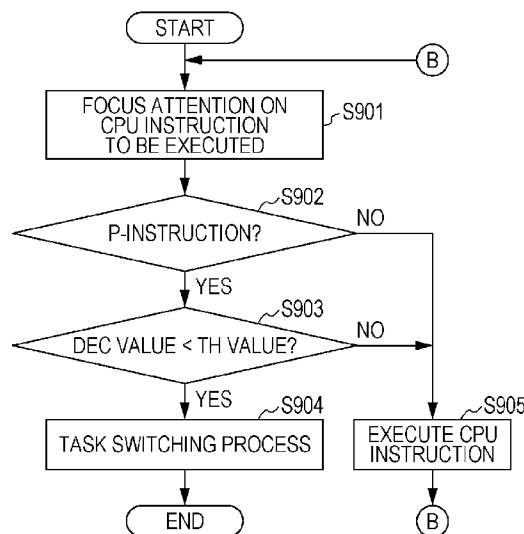 START
B
FOCUS ATTENTION ON
CPU INSTRUCTION
TO BE EXECUTED
S901
S902
P-INSTRUCTION?
NO
YES
S903
DEC VALUE < TH VALUE?
NO
YES
S904
TASK SWITCHING PROCESS
S905
EXECUTE CPU
INSTRUCTION
END
B